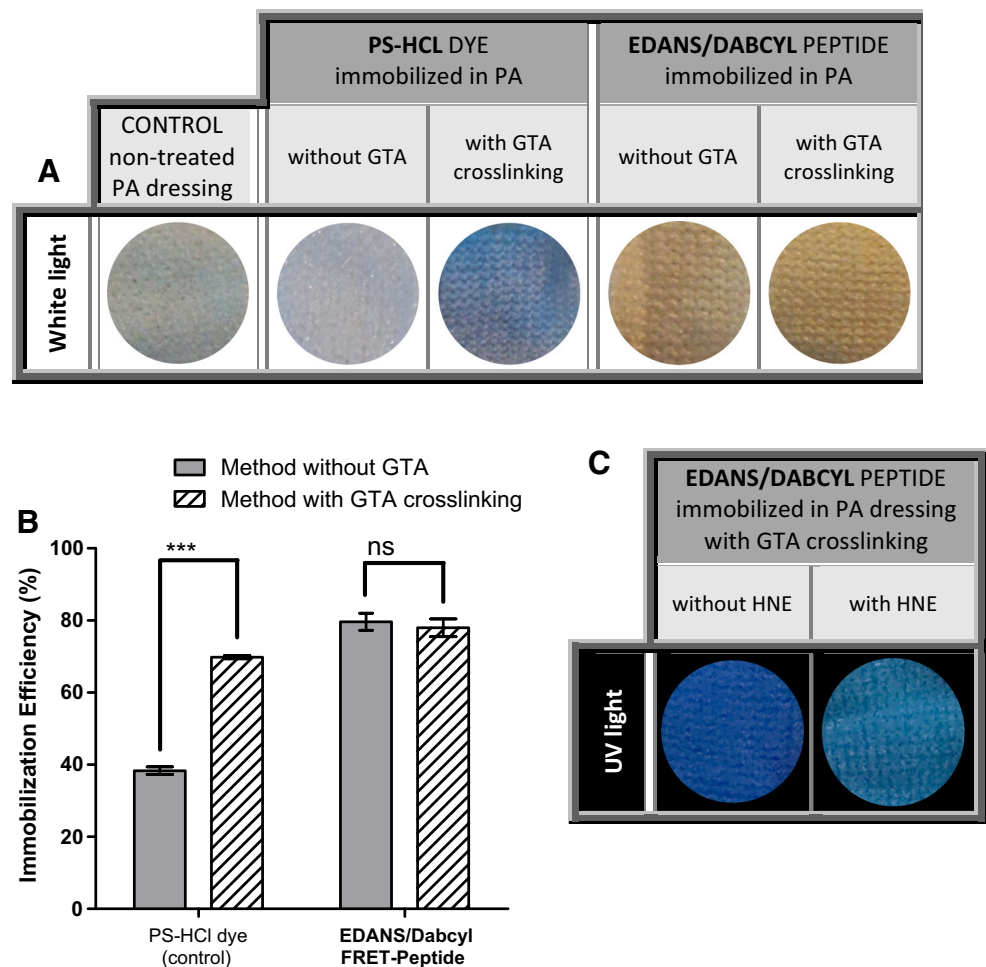 PS-HCL DYE
immobilized in PA
EDANS/DABCYL PEPTIDE
immobilized in PA
A
CONTROL
non-treated
PA dressing
without GTA
with GTA
crosslinking
without GTA
with GTA
crosslinking
White light
B
Method without GTA
Method with GTA crosslinking
Immobilization Efficiency (%)
100
80
60
40
20
0
***
ns
PS-HCl dye
(control)
EDANS/Dabcyl
FRET-Peptide
C
EDANS/DABCYL PEPTIDE
immobilized in PA dressing
with GTA crosslinking
without HNE
with HNE
UV light